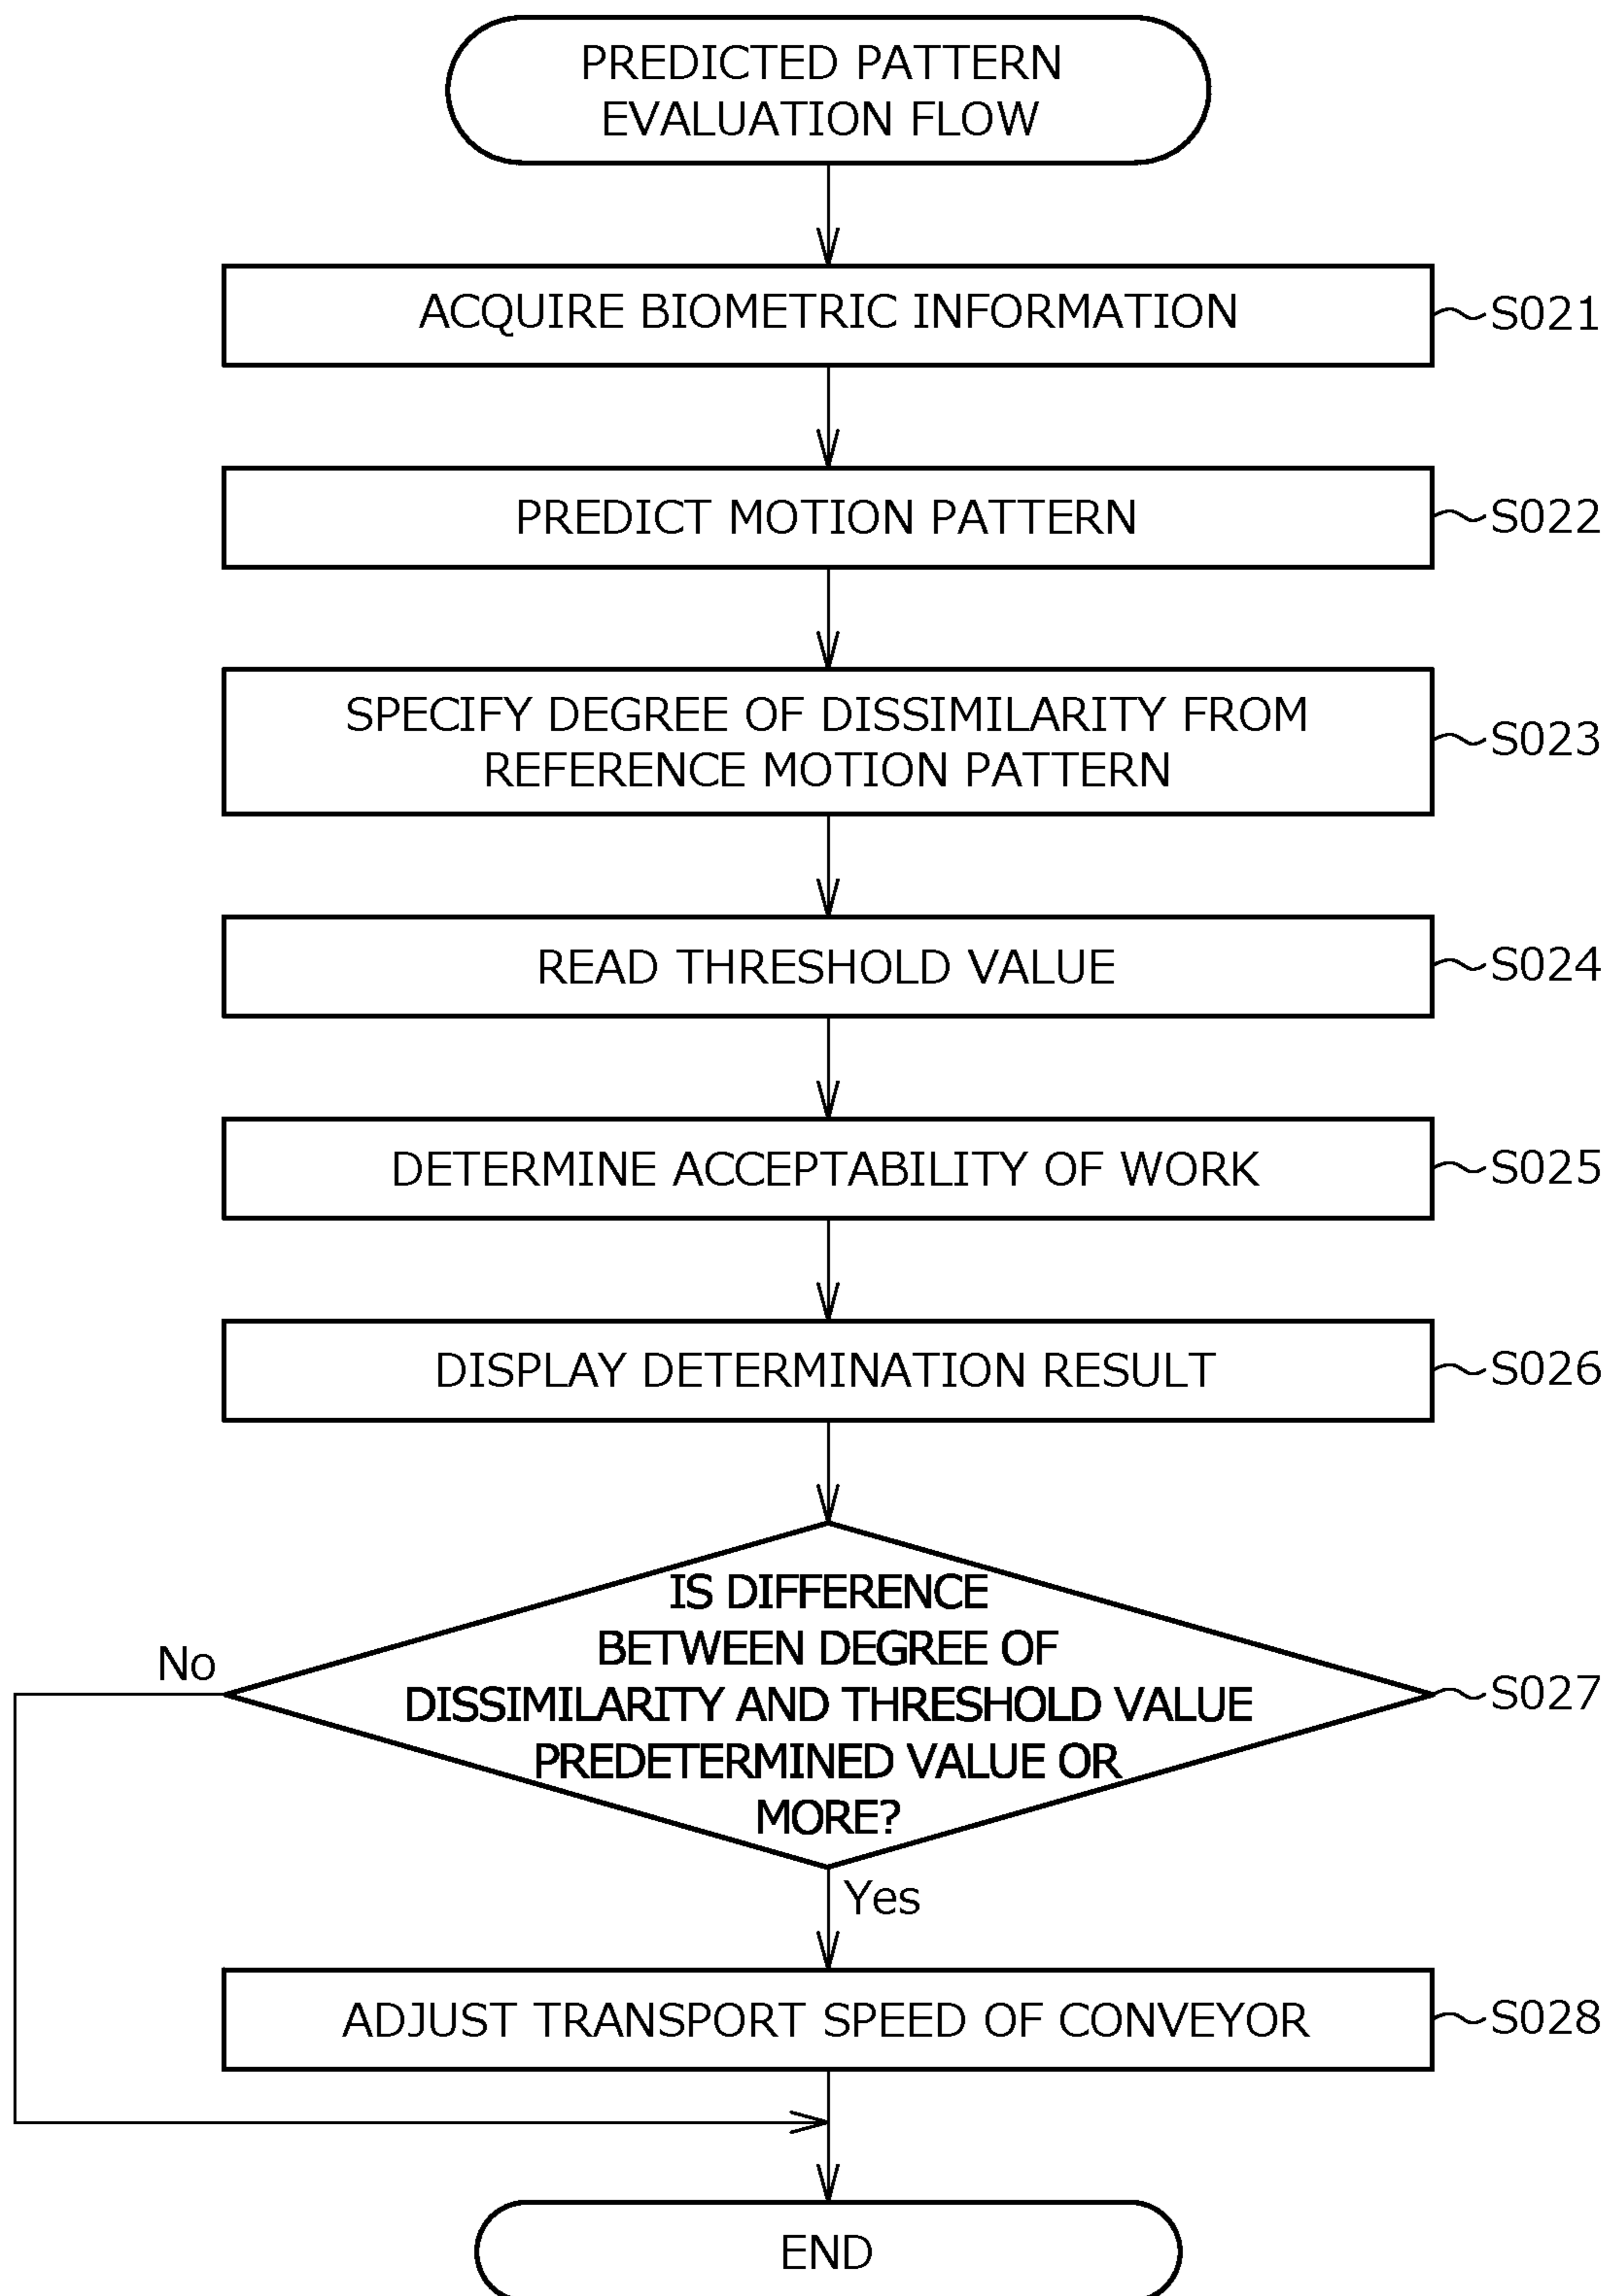 PREDICTED PATTERN
EVALUATION FLOW
ACQUIRE BIOMETRIC INFORMATION
S021
PREDICT MOTION PATTERN
S022
SPECIFY DEGREE OF DISSIMILARITY FROM
REFERENCE MOTION PATTERN
S023
READ THRESHOLD VALUE
S024
DETERMINE ACCEPTABILITY OF WORK
S025
DISPLAY DETERMINATION RESULT
S026
IS DIFFERENCE
BETWEEN DEGREE OF
DISSIMILARITY AND THRESHOLD VALUE
PREDETERMINED VALUE OR
MORE?
S027
No
Yes
ADJUST TRANSPORT SPEED OF CONVEYOR
S028
END